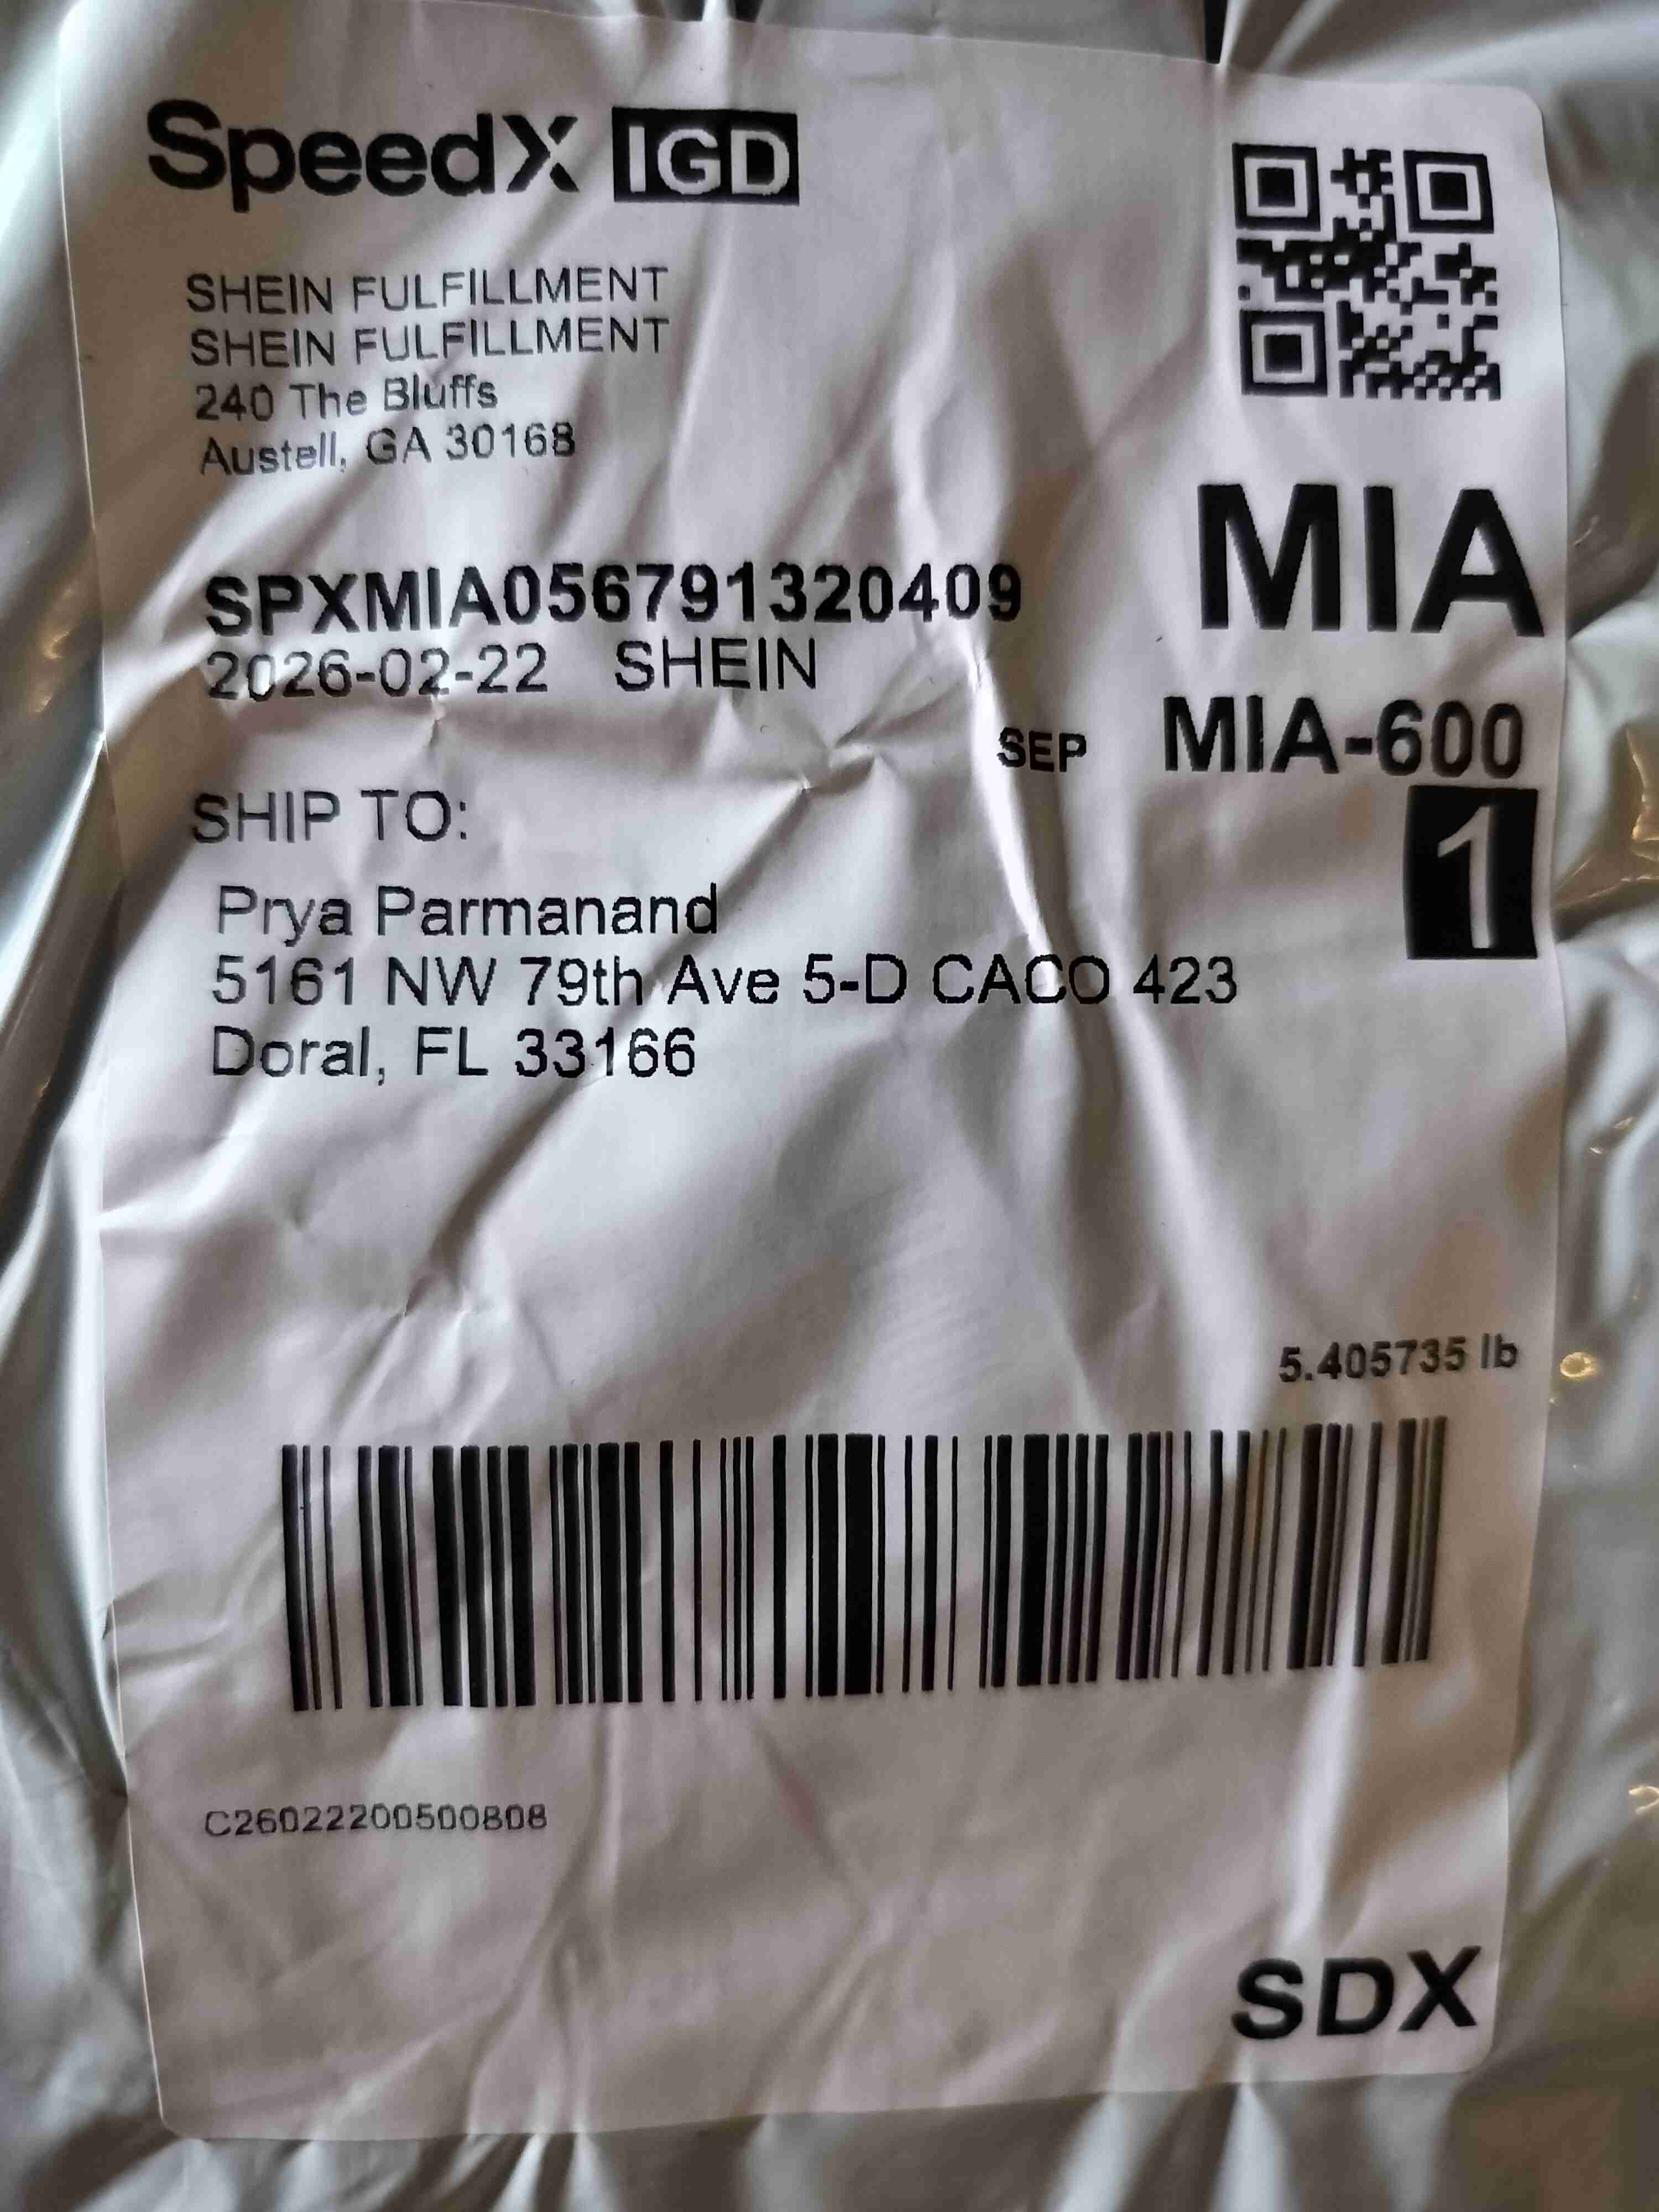 SpeedX IGD
SHEIN FULFILLMENT
SHEIN FULFILLMENT
240 The Bluffs
Austell, GA 30168
MIA
SPXMIA056791320409
2026-02-22 SHEIN
SEP MIA-600
1
SHIP TO:
Prya Parmanand
5161 NW 79th Ave 5-D CACO 423
Doral, FL 33166
5.405735 lb
C26022200500808
SDX